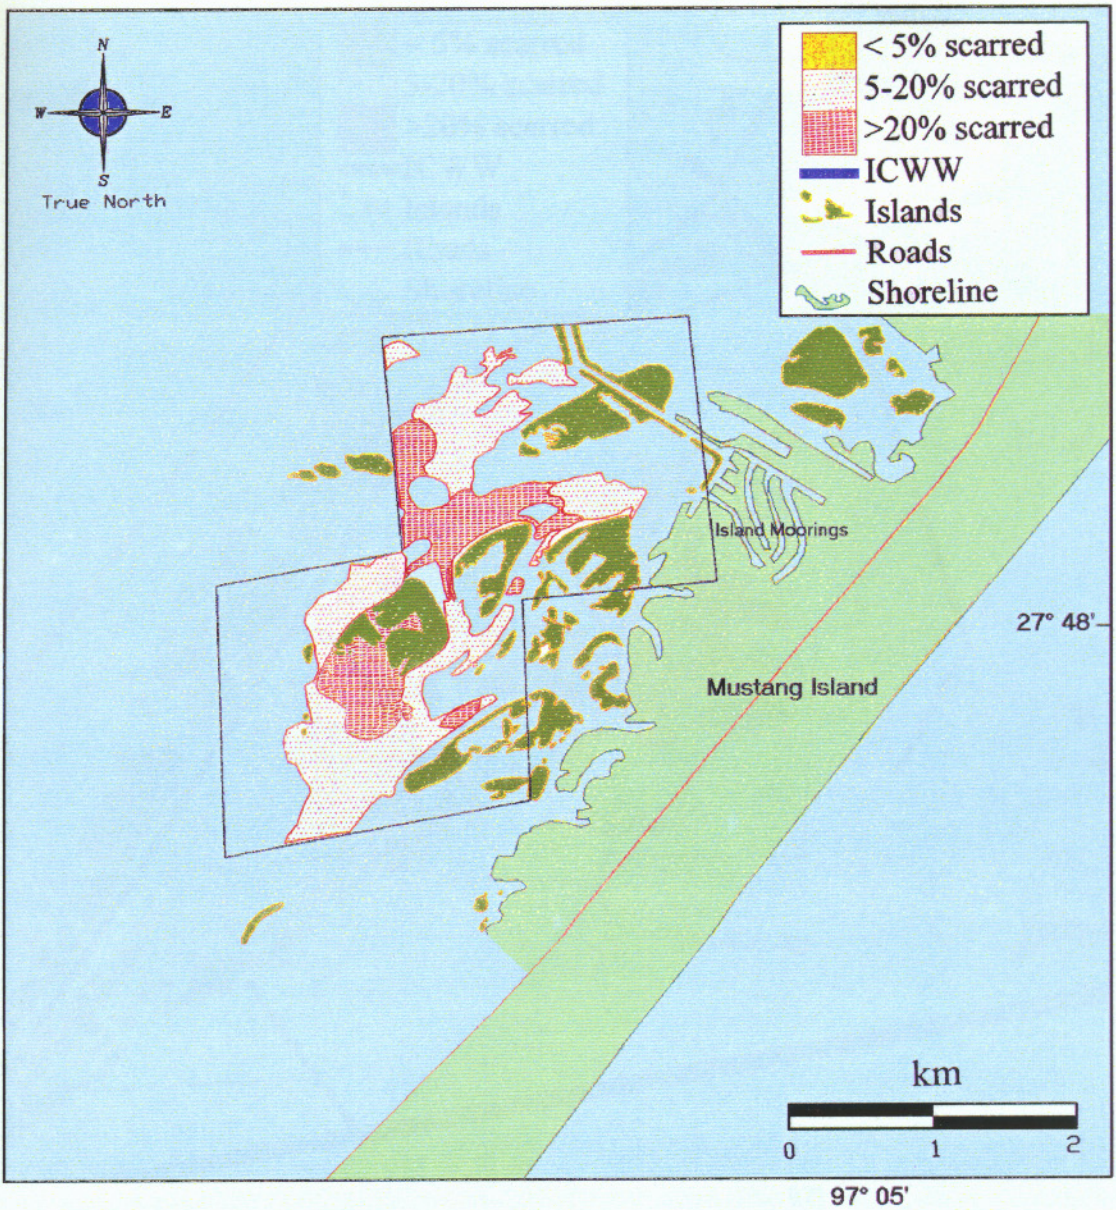 N
W
E
S
True North
< 5% scarred
5-20% scarred
>20% scarred
ICWW
Islands
Roads
Shoreline
Island Moorings
27° 48'
Mustang Island
km
0
1
2
97° 05'